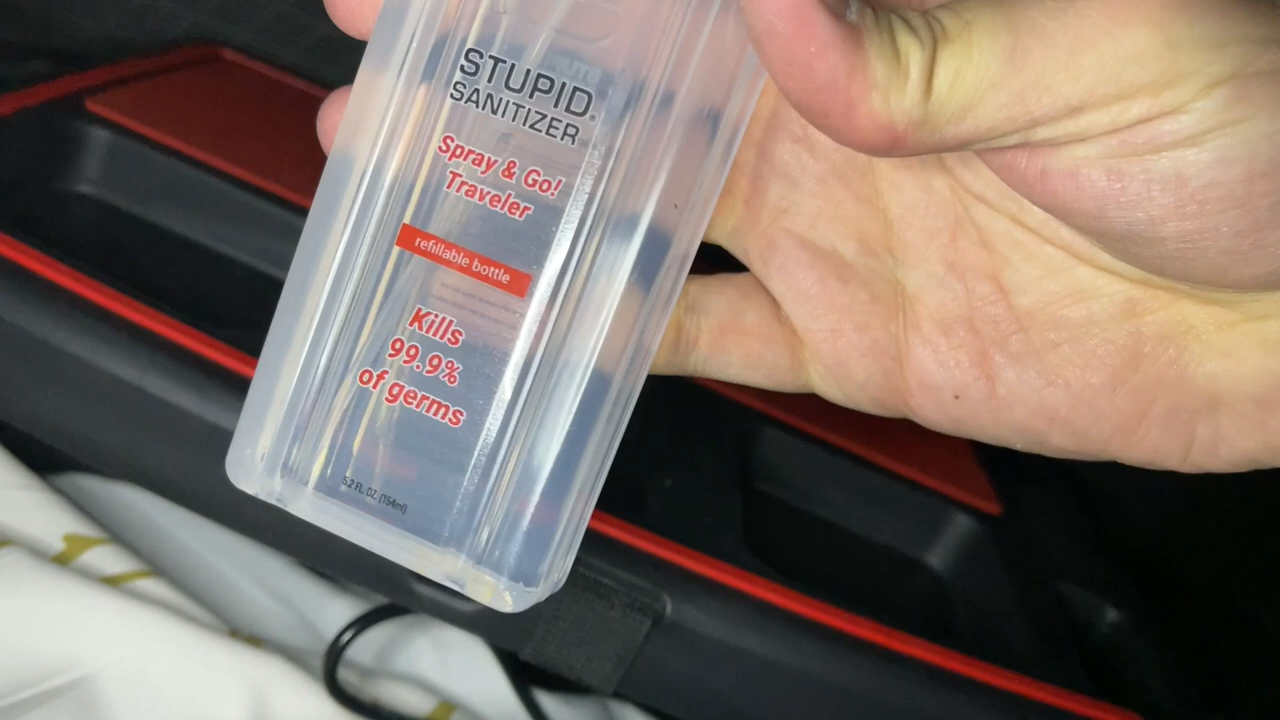 STUPID®
SANITIZER
Spray & Go!
Traveler
refillable bottle
Kills
99.9%
of germs
5.2 FL. OZ. (154ml)